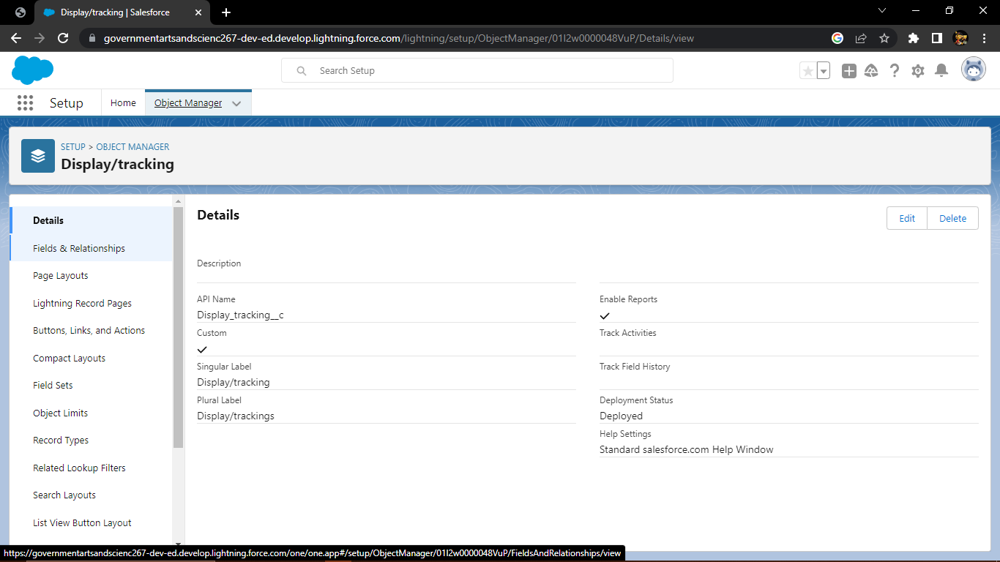 Display/tracking | Salesforce
governmentartsandscienc267-dev-ed.develop.lightning.force.com/lightning/setup/ObjectManager/01I2w0000048VuP/Details/view
Search Setup
Setup
Home
Object Manager
SETUP > OBJECT MANAGER
Display/tracking
Details
Fields & Relationships
Page Layouts
Lightning Record Pages
Buttons, Links, and Actions
Compact Layouts
Field Sets
Object Limits
Record Types
Related Lookup Filters
Search Layouts
List View Button Layout
Details
Edit
Delete
Description
API Name
Display_tracking__c
Custom
Singular Label
Display/tracking
Plural Label
Display/trackings
Enable Reports
Track Activities
Track Field History
Deployment Status
Deployed
Help Settings
Standard salesforce.com Help Window
https://governmentartsandscienc267-dev-ed.develop.lightning.force.com/one/one.app#/setup/ObjectManager/01I2w0000048VuP/FieldsAndRelationships/view